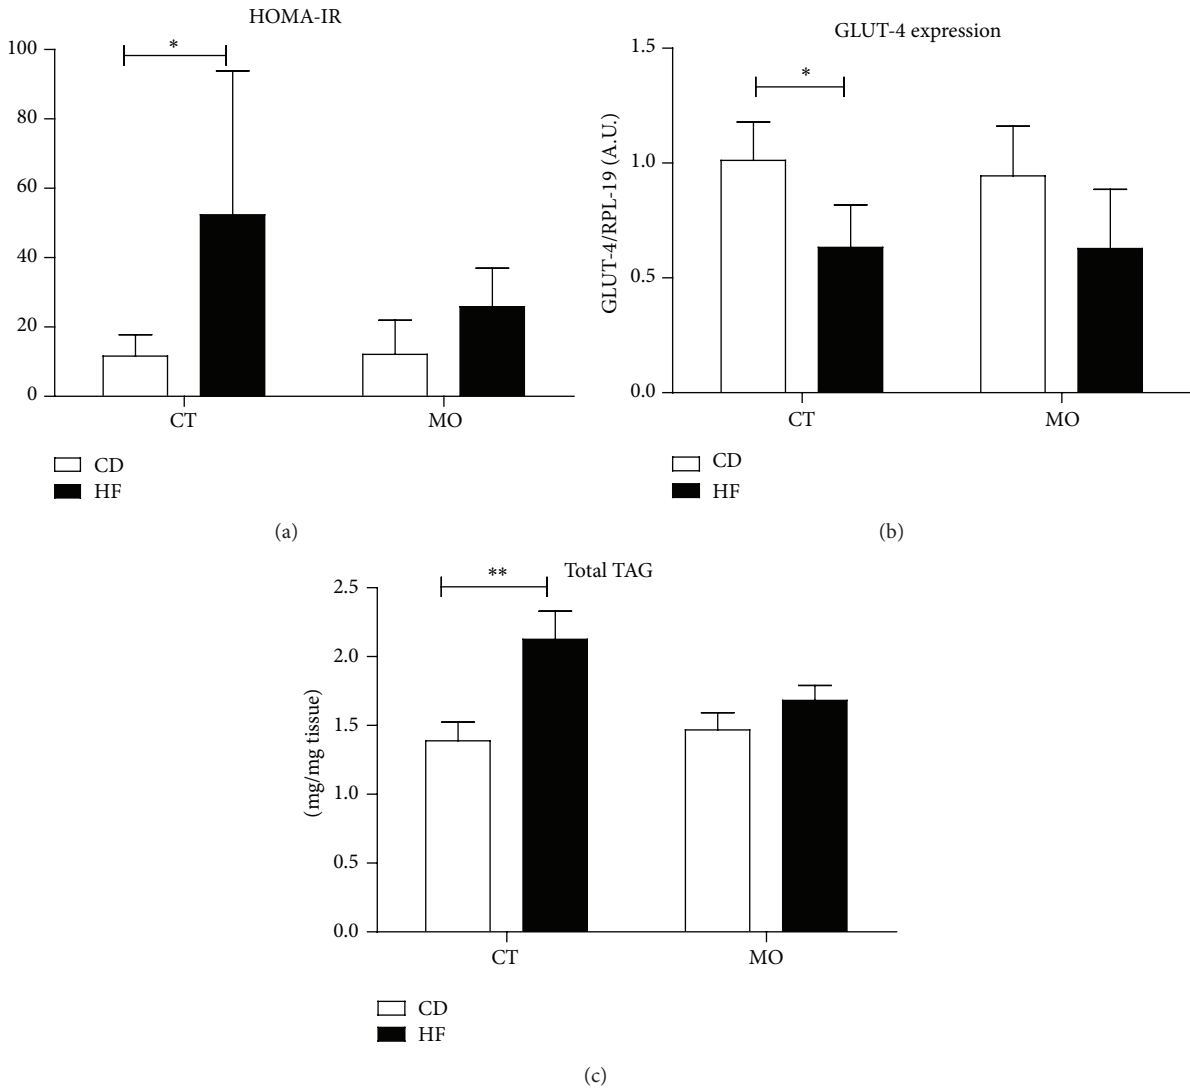 HOMA-IR
100
80
60
40
20
0
*
CT
MO
CD
HF
(a)
GLUT-4 expression
GLUT-4/RPL-19 (A.U.)
1.5
1.0
0.5
0.0
*
CT
MO
CD
HF
(b)
Total TAG
(mg/mg tissue)
2.5
2.0
1.5
1.0
0.5
0.0
**
CT
MO
CD
HF
(c)